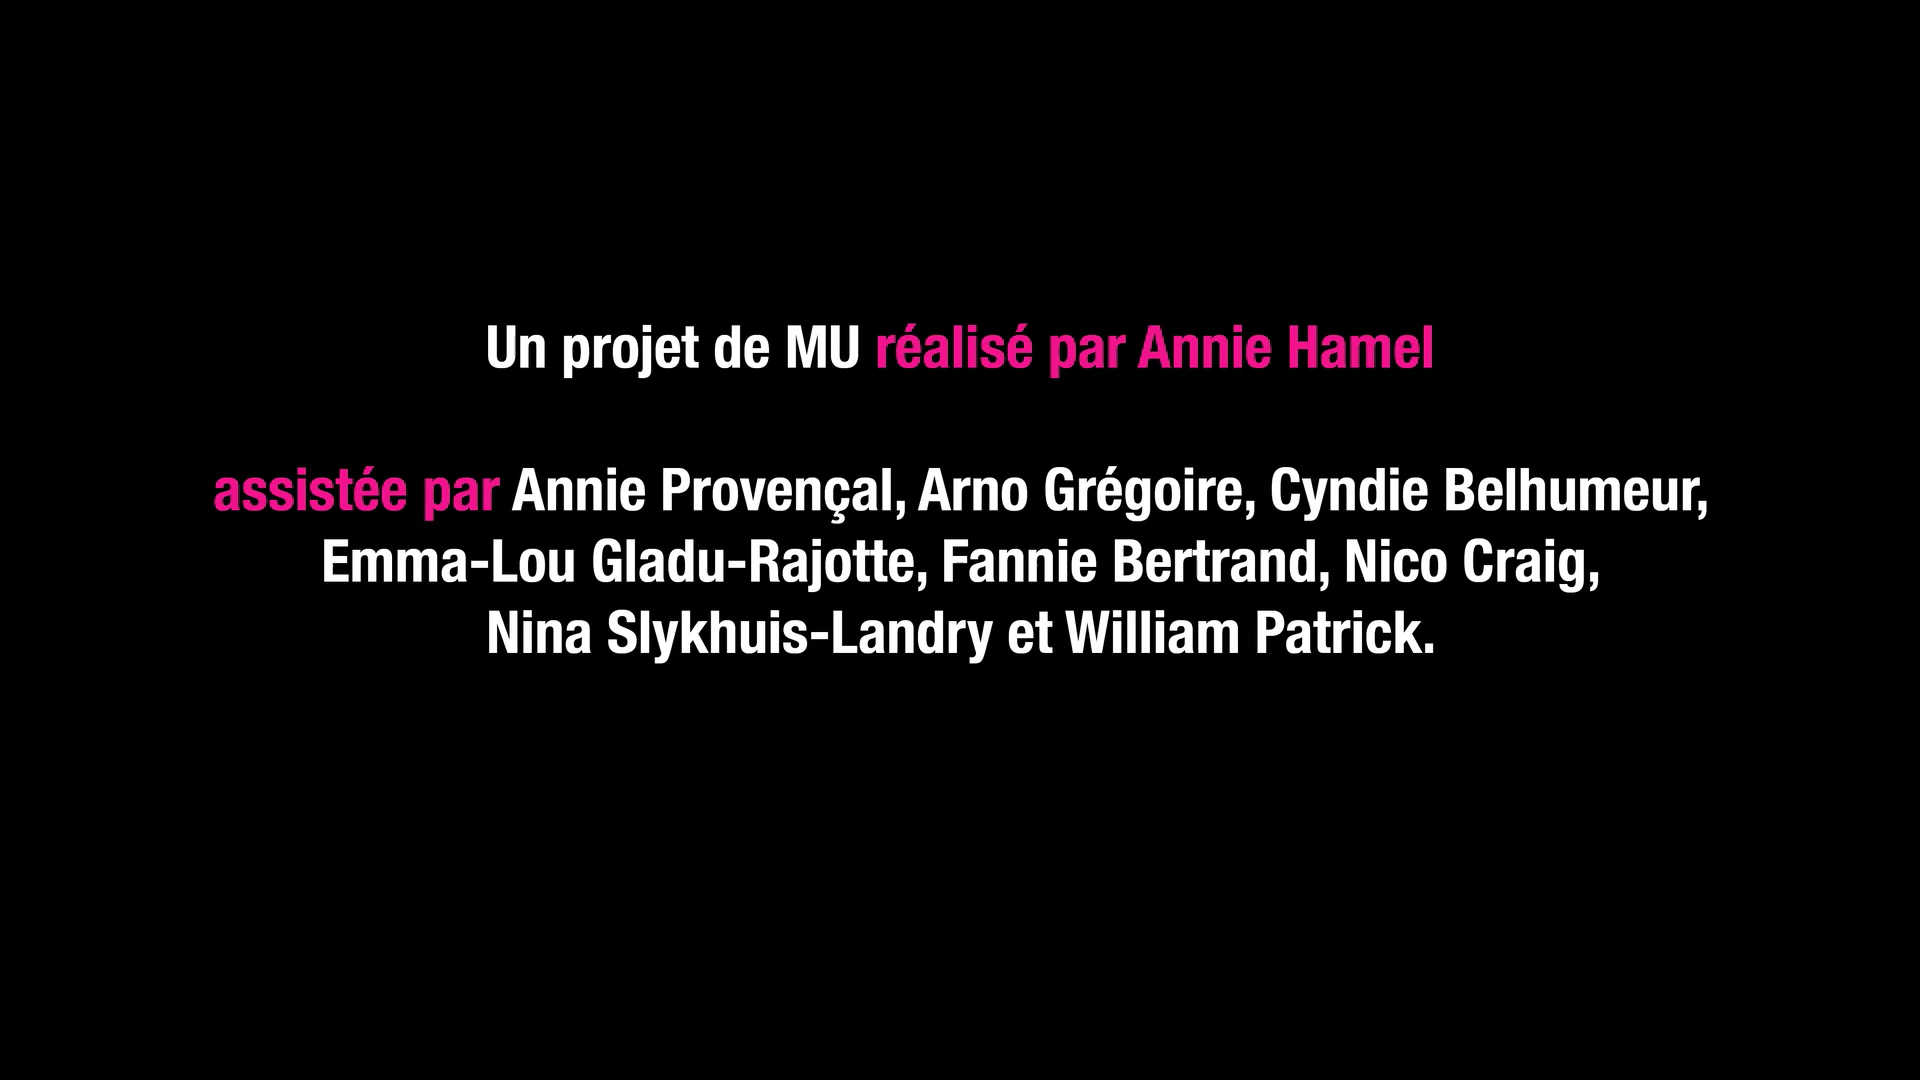 Un projet de MU réalisé par Annie Hamel
assistée par Annie Provençal, Arno Grégoire, Cyndie Belhumeur,
Emma-Lou Gladu-Rajotte, Fannie Bertrand, Nico Craig,
Nina Slykhuis-Landry et William Patrick.